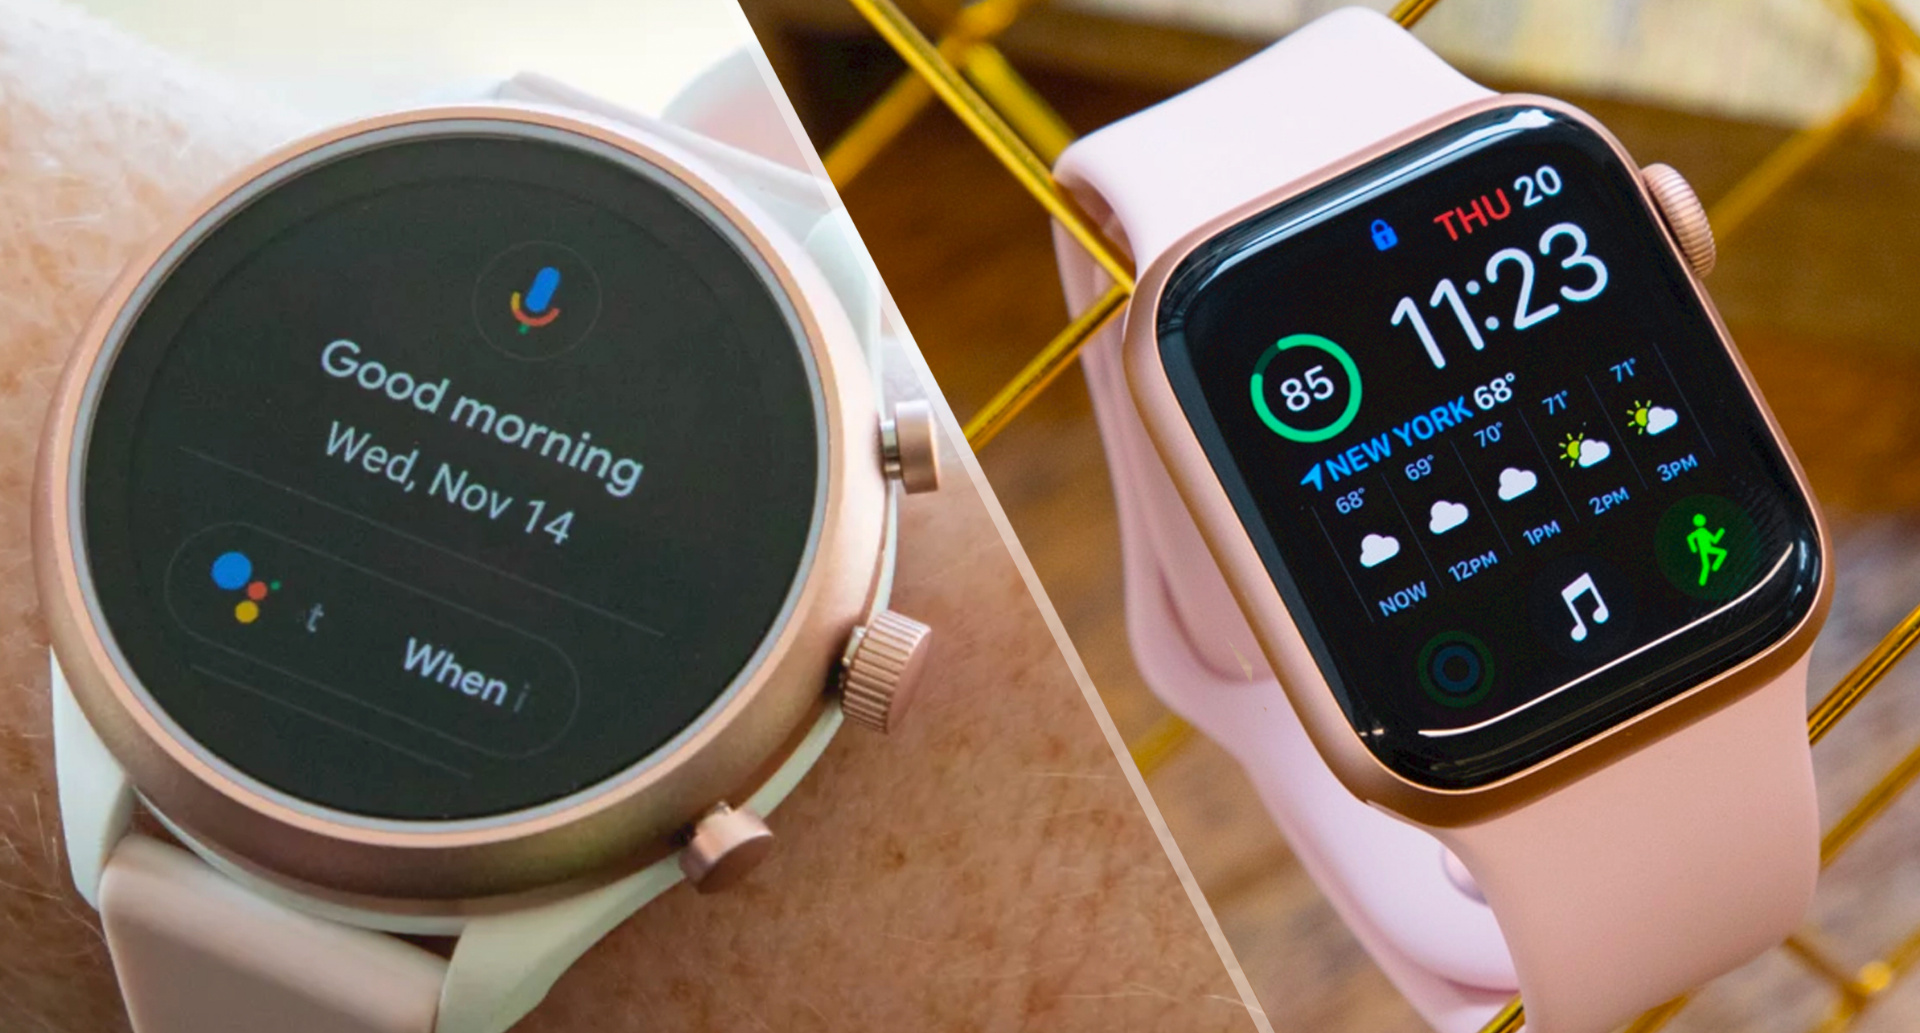 Good morning
Wed, Nov 14
t When i
THU 20
11:23
85
NEW YORK 68°
68° 69° 70° 71° 71°
NOW 12PM 1PM 2PM 3PM